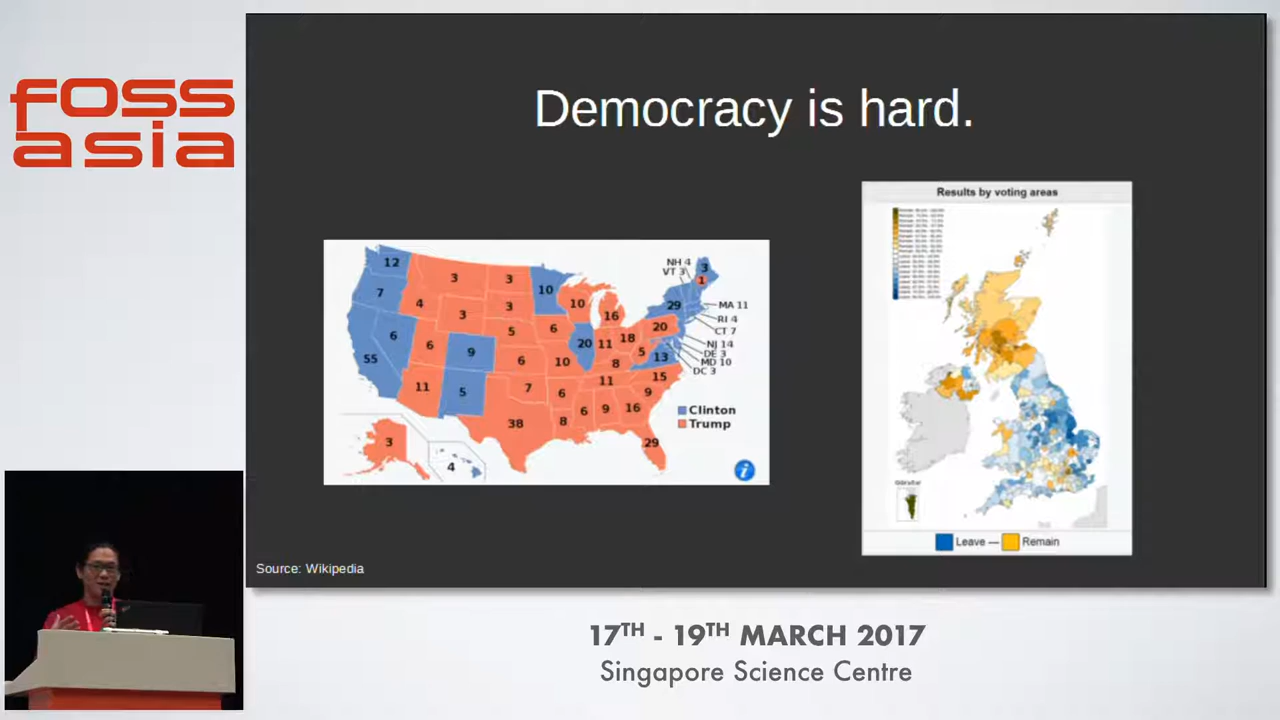 foss
asia
Democracy is hard.
12
3
3
10
10
16
NH 4
VT 3
3
1
29
MA 11
RI 4
CT 7
NJ 14
DE 3
MD 10
DC 3
7
4
3
3
5
6
20
11
18
20
5
13
6
6
9
6
10
8
15
55
11
5
7
6
11
9
38
8
6
9
16
29
3
4
Clinton
Trump
i
Source: Wikipedia
Results by voting areas
Gibraltar
Leave — Remain
17TH - 19TH MARCH 2017
Singapore Science Centre